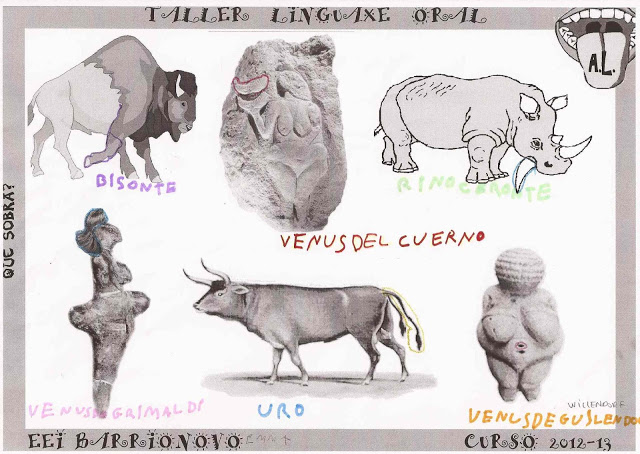 TALLER LINGUAXE ORAL
A.L.
QUE SOBRA?
BISONTE
RINOCERONTE
VENUS DEL CUERNO
VENUS DE GRIMALDI
URO
WILLENDORF
VENUS DE GUSLENDOR
EEI BARRIONOVO
CURSO 2012-13